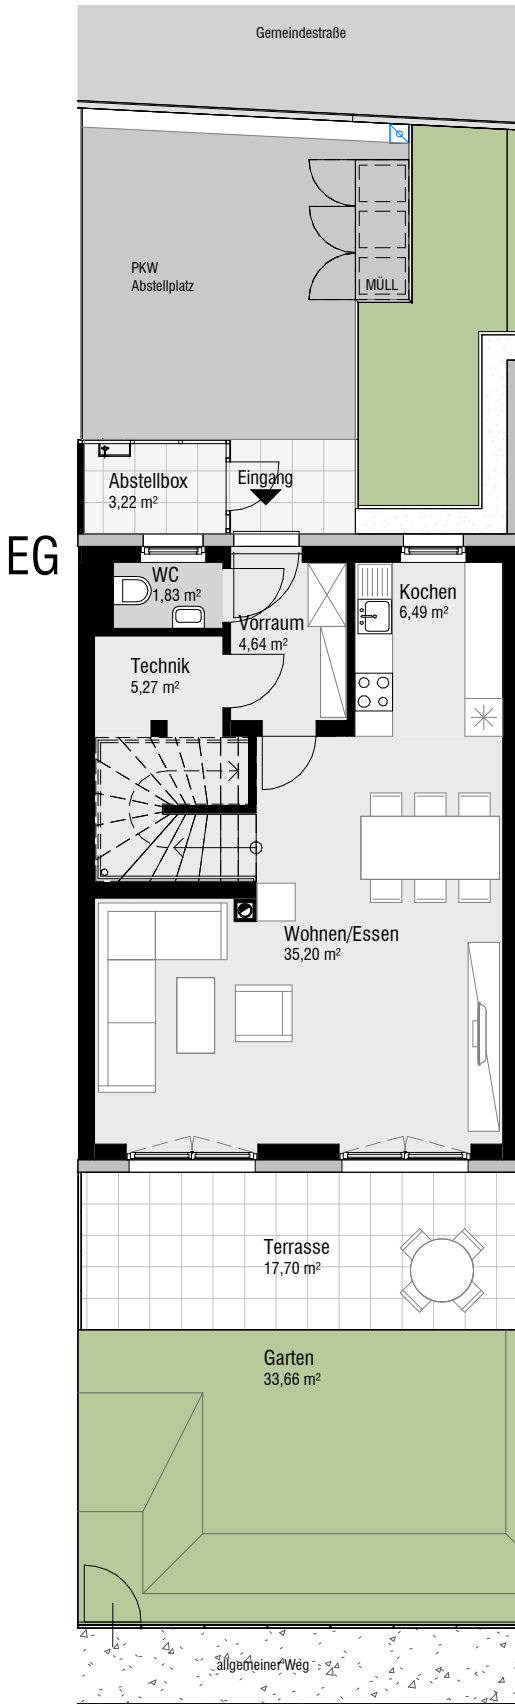 Gemeindestraße
PKW
Abstellplatz
MÜLL
Abstellbox
3,22 m²
Eingang
EG
WC
1,83 m²
Kochen
6,49 m²
Vorraum
4,64 m²
Technik
5,27 m²
Wohnen/Essen
35,20 m²
Terrasse
17,70 m²
Garten
33,66 m²
allgemeiner Weg